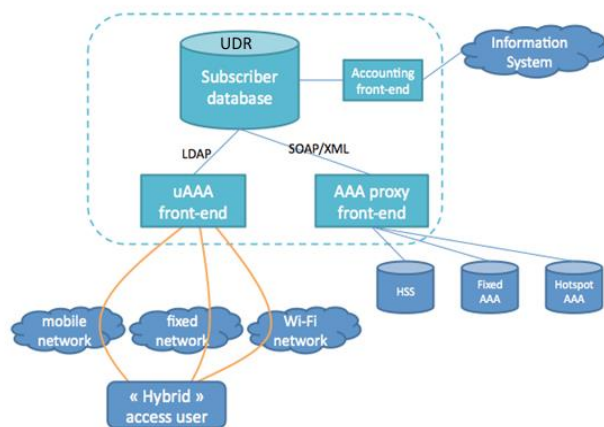 UDR
Subscriber
database
Accounting
front-end
Information
System
LDAP
SOAP/XML
uAAA
front-end
AAA proxy
front-end
HSS
Fixed
AAA
Hotspot
AAA
mobile
network
fixed
network
Wi-Fi
network
« Hybrid »
access user